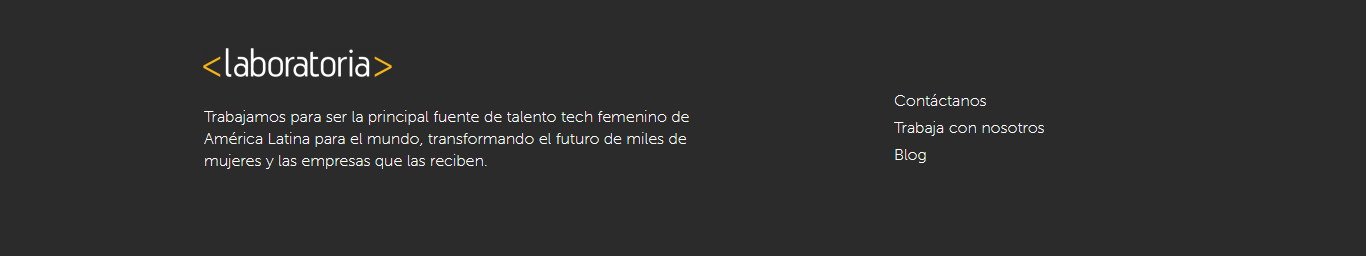 <laboratoria>
Trabajamos para ser la principal fuente de talento tech femenino de
América Latina para el mundo, transformando el futuro de miles de
mujeres y las empresas que las reciben.
Contáctanos
Trabaja con nosotros
Blog